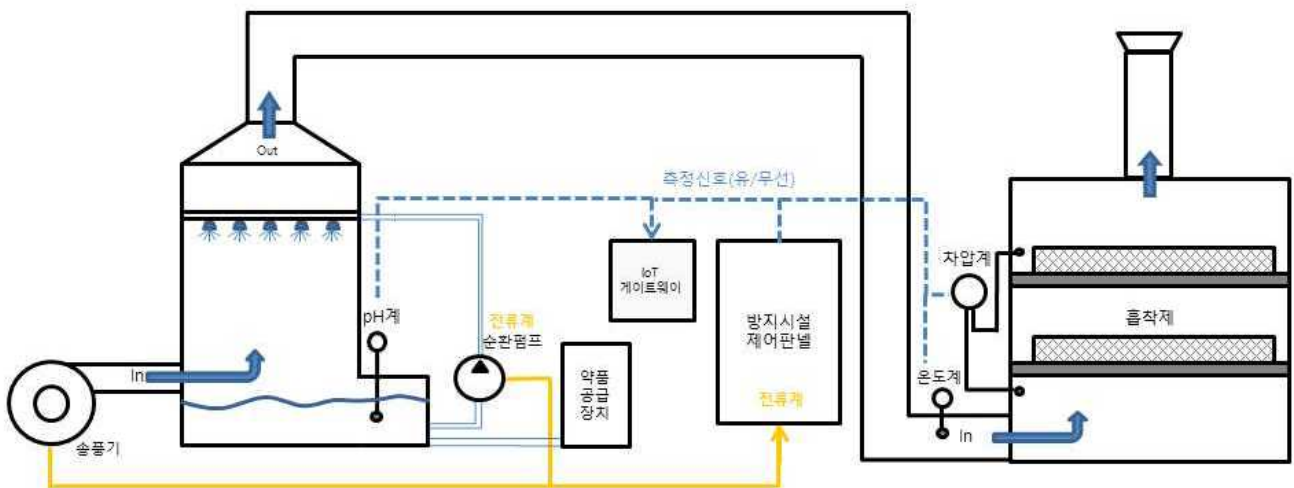 Out
측정신호(유/무선)
IoT
게이트웨이
방지시설
제어판넬
전류계
차압계
흡착제
pH계
전류계
순환펌프
약품
공급
장치
온도계
In
In
송풍기